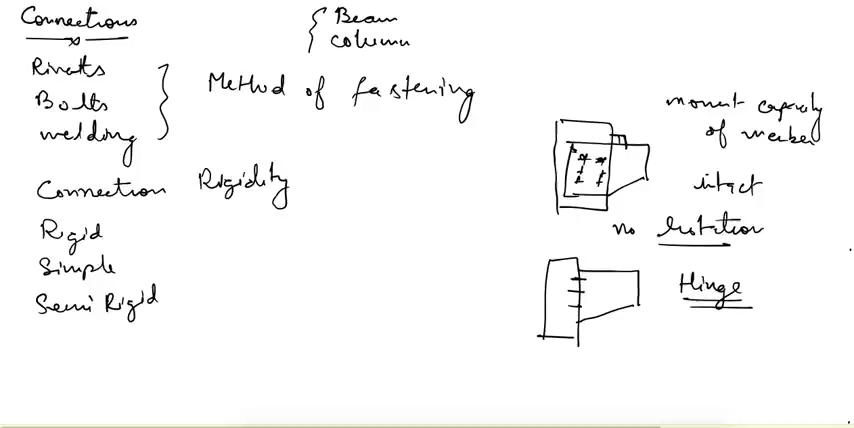 Connections
Beam
column
Rivetts
Bolts
welding
Method of fastening
Connection Rigidity
Rigid
Simple
Semi Rigid
moment capacity
of member
intact
no rotation
Hinge